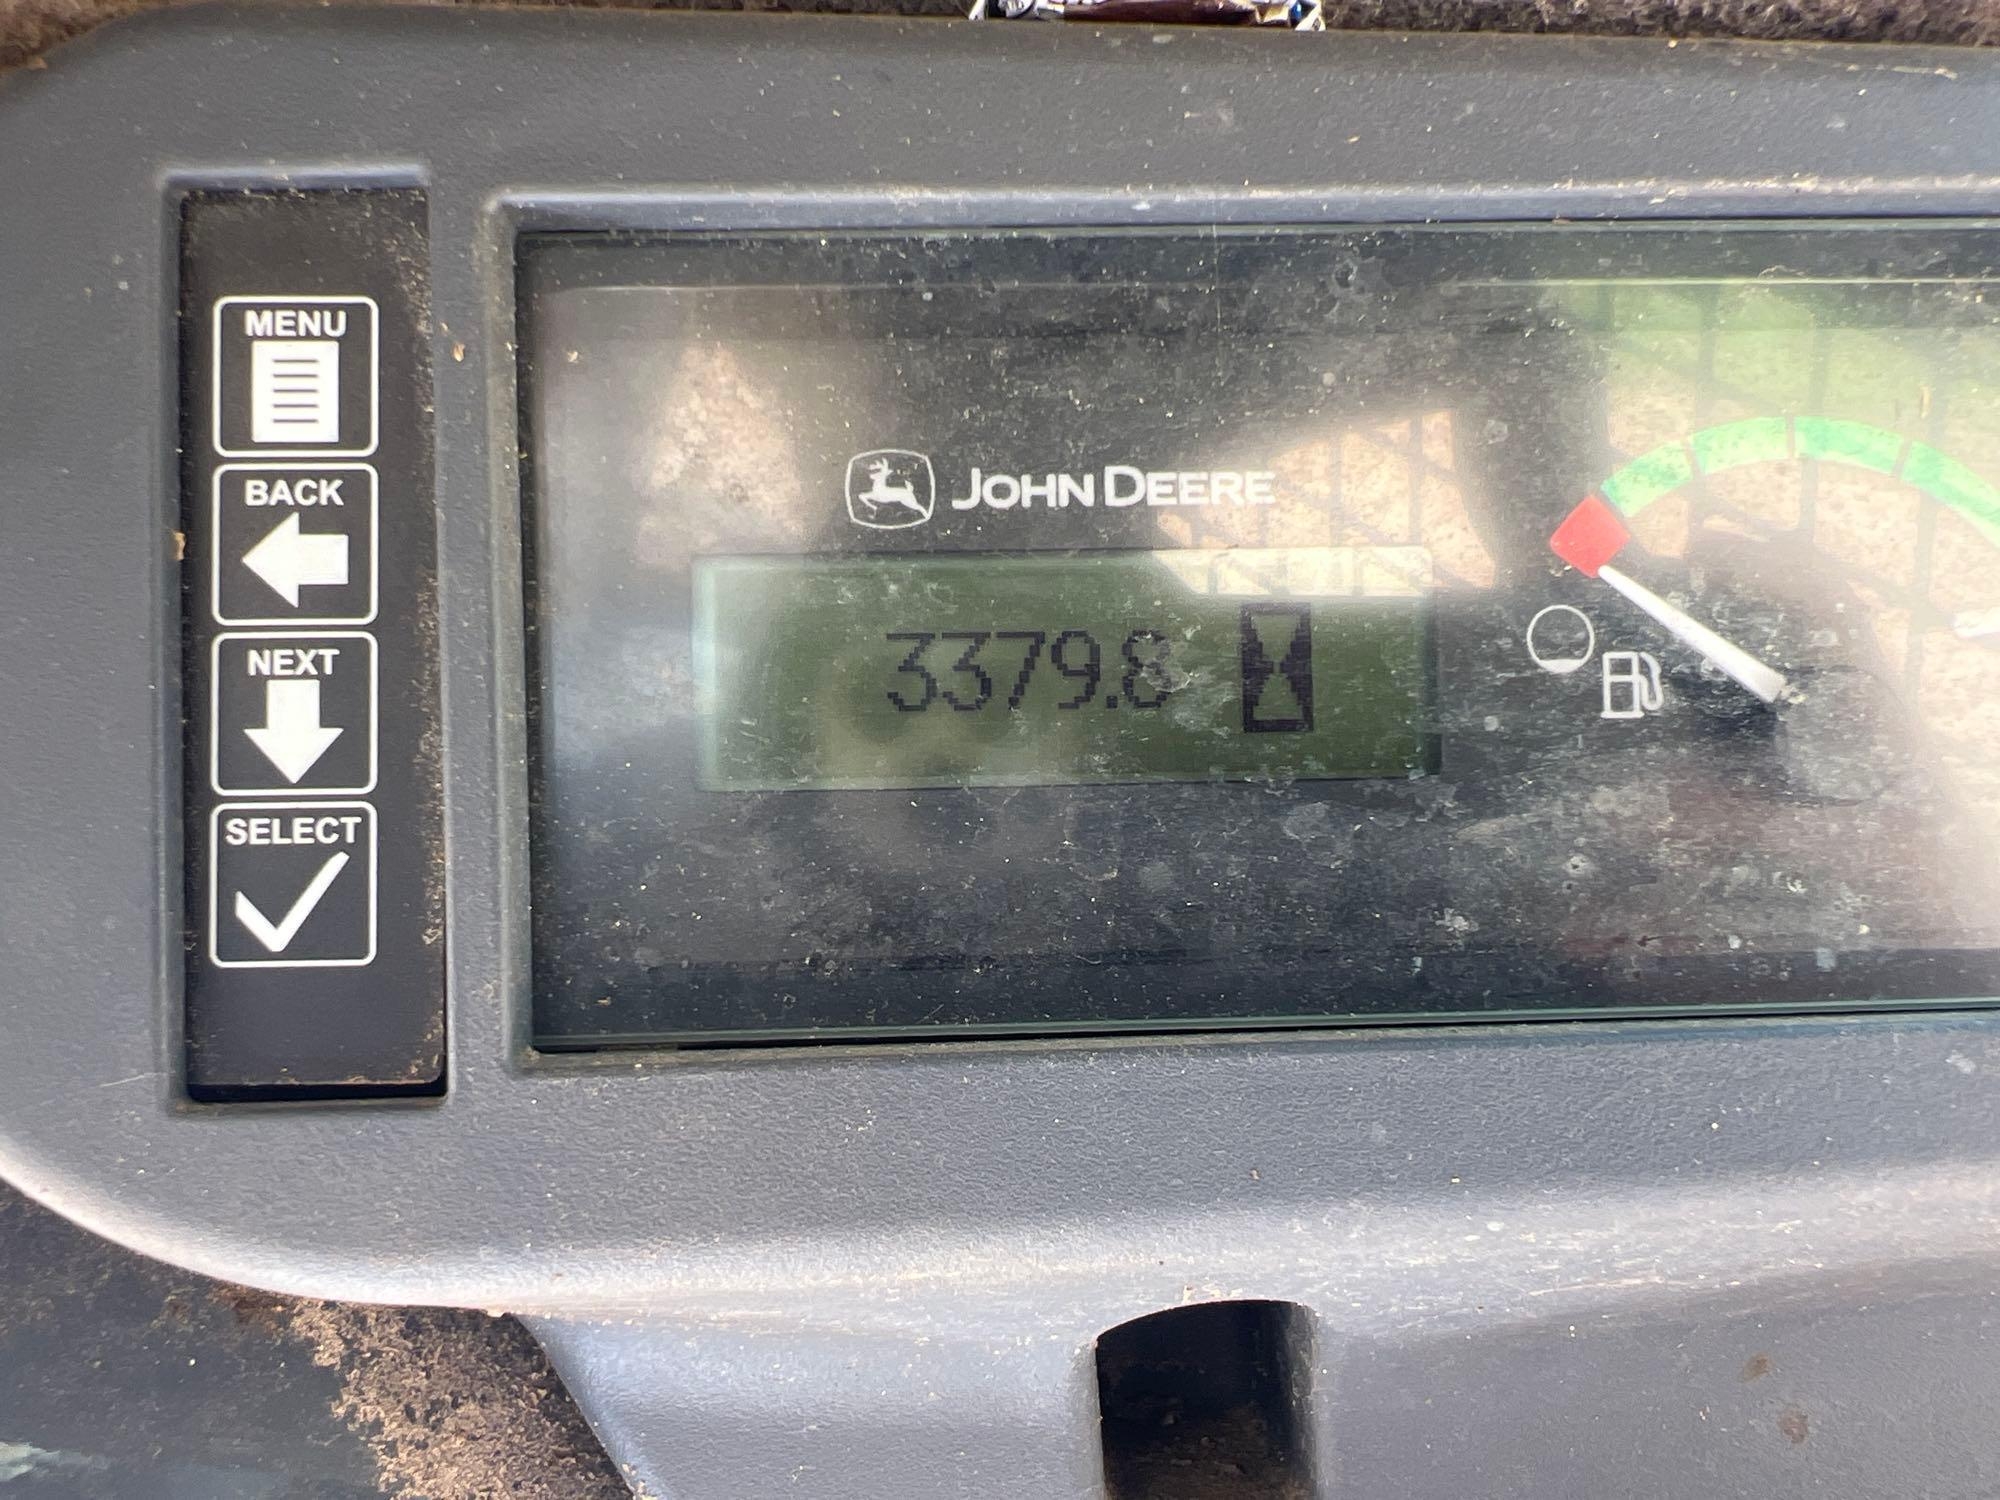 MENU
BACK
NEXT
SELECT
JOHN DEERE
3379.8